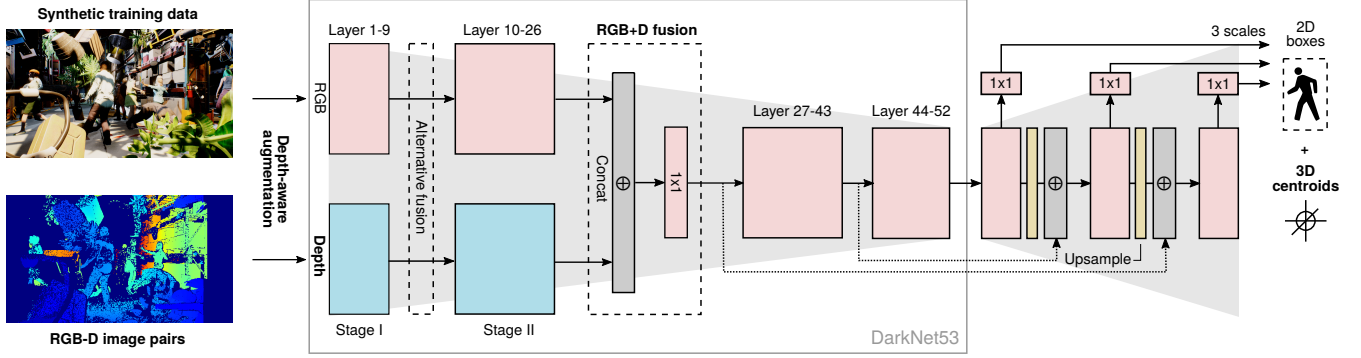 Synthetic training data
RGB-D image pairs
Depth-aware
augmentation
RGB
Depth
Layer 1-9
Stage I
Alternative fusion
Layer 10-26
Stage II
RGB+D fusion
Concat
1x1
Layer 27-43
Layer 44-52
DarkNet53
1x1
1x1
1x1
Upsample
3 scales
2D
boxes
+
3D
centroids